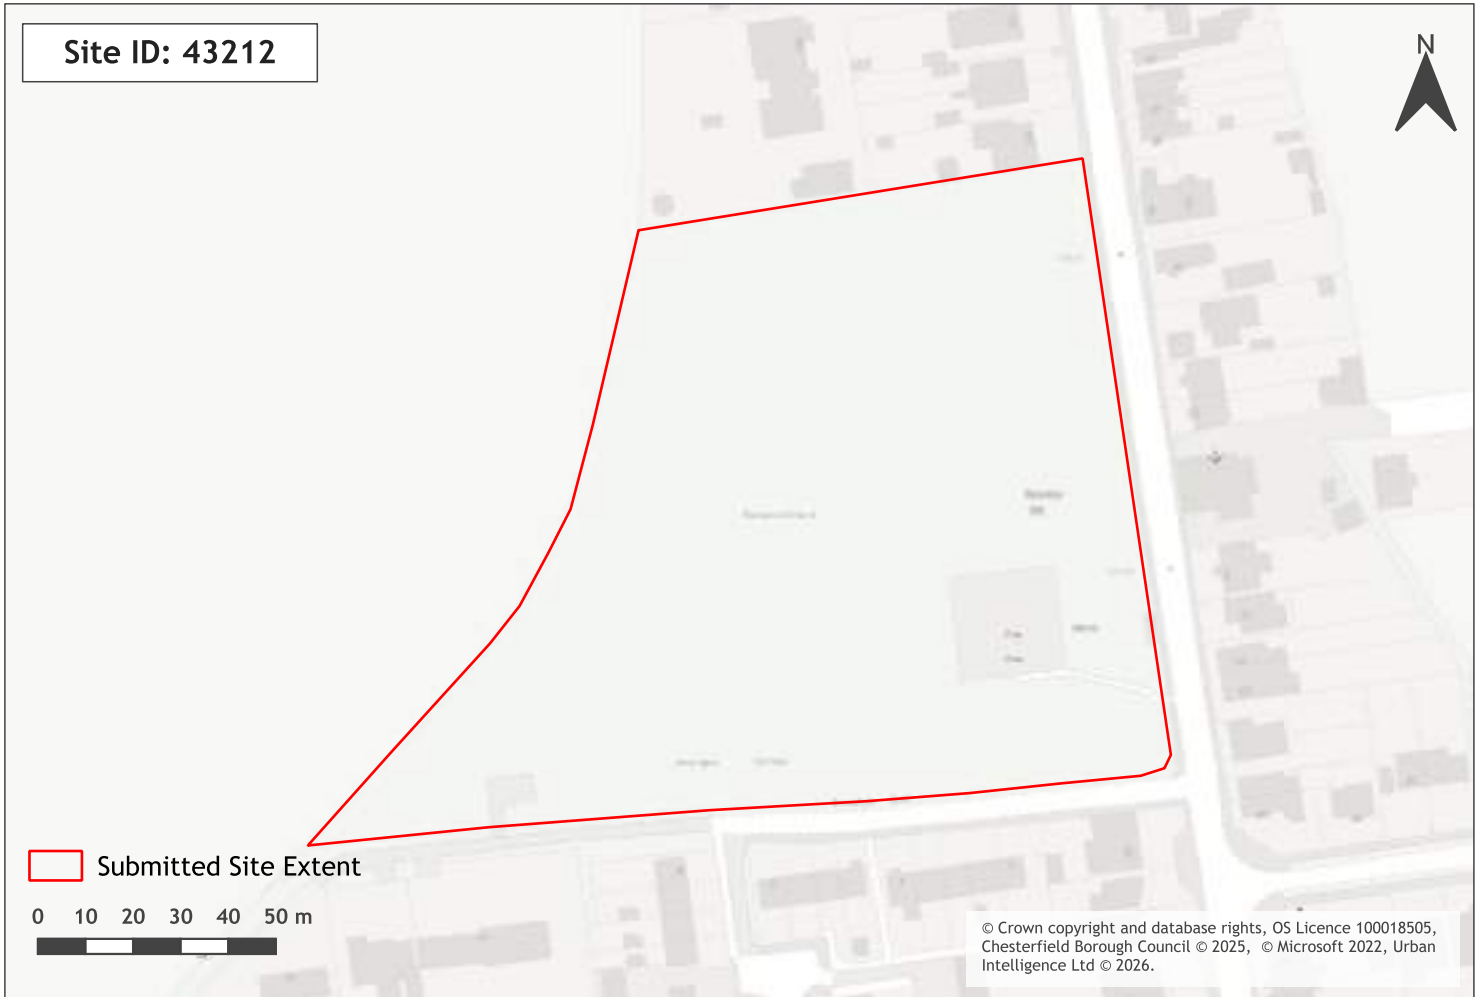 Site ID: 43212
N
Submitted Site Extent
0 10 20 30 40 50 m
© Crown copyright and database rights, OS Licence 100018505,
Chesterfield Borough Council © 2025, © Microsoft 2022, Urban
Intelligence Ltd © 2026.